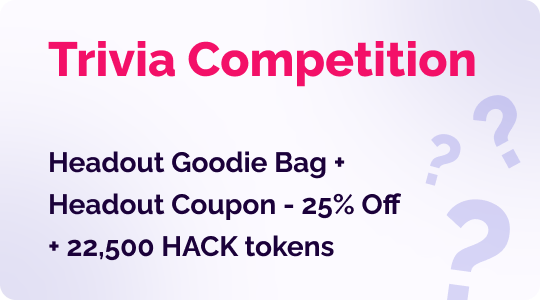 Trivia Competition
Headout Goodie Bag +
Headout Coupon - 25% Off
+ 22,500 HACK tokens
? ? ?